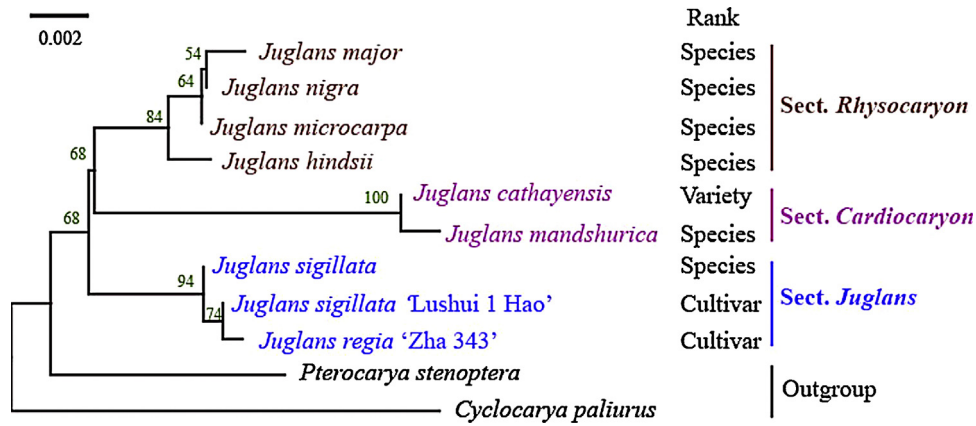 Rank
0.002
54 Juglans major Species
64 Juglans nigra Species
Sect. Rhysocaryon
84 Juglans microcarpa Species
68 Juglans hindsii Species
100 Juglans cathayensis Variety
Sect. Cardiocaryon
68 Juglans mandshurica Species
Juglans sigillata Species
94 Juglans sigillata ‘Lushui 1 Hao’ Cultivar
Sect. Juglans
74 Juglans regia ‘Zha 343’ Cultivar
Pterocarya stenoptera
Outgroup
Cyclocarya paliurus